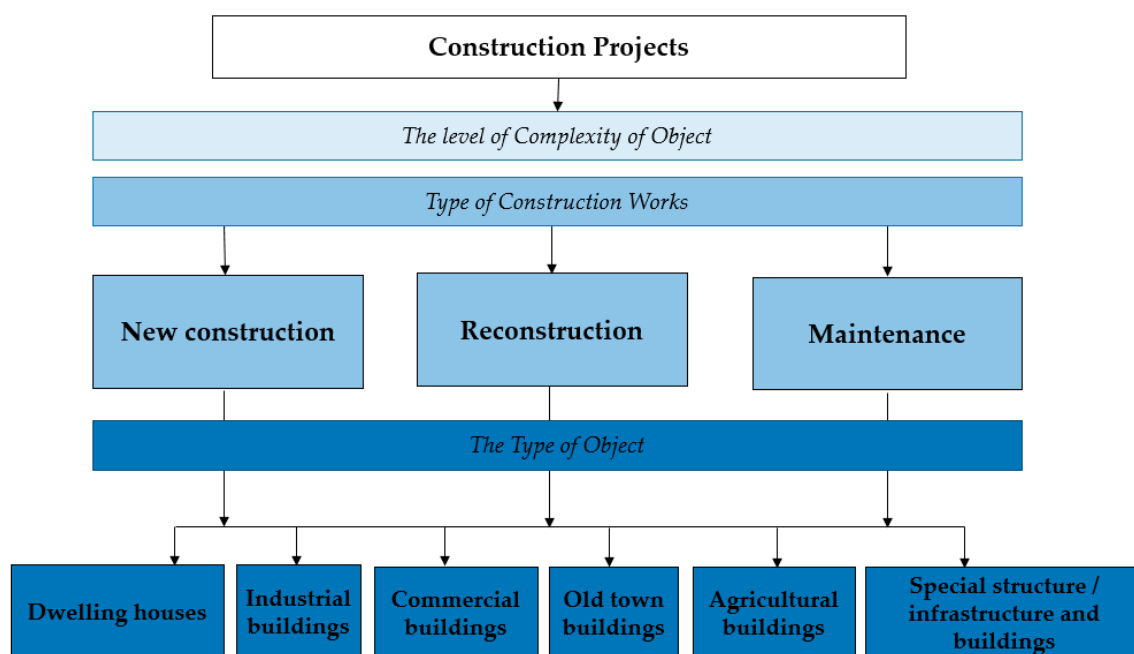 Construction Projects
The level of Complexity of Object
Type of Construction Works
New construction
Reconstruction
Maintenance
The Type of Object
Dwelling houses
Industrial
buildings
Commercial
buildings
Old town
buildings
Agricultural
buildings
Special structure /
infrastructure and
buildings